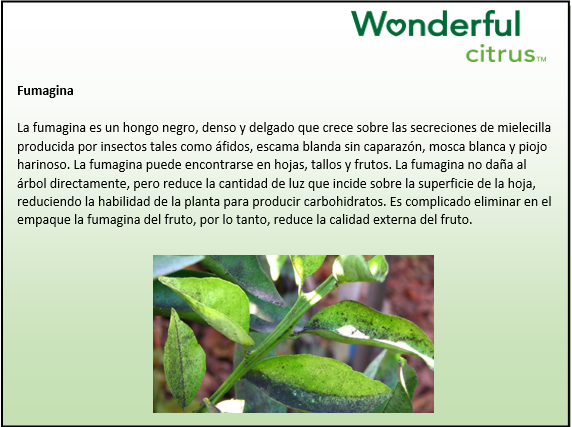 Wonderful
citrus™
Fumagina
La fumagina es un hongo negro, denso y delgado que crece sobre las secreciones de mielecilla
producida por insectos tales como áfidos, escama blanda sin caparazón, mosca blanca y piojo
harinoso. La fumagina puede encontrarse en hojas, tallos y frutos. La fumagina no daña al
árbol directamente, pero reduce la cantidad de luz que incide sobre la superficie de la hoja,
reduciendo la habilidad de la planta para producir carbohidratos. Es complicado eliminar en el
empaque la fumagina del fruto, por lo tanto, reduce la calidad externa del fruto.